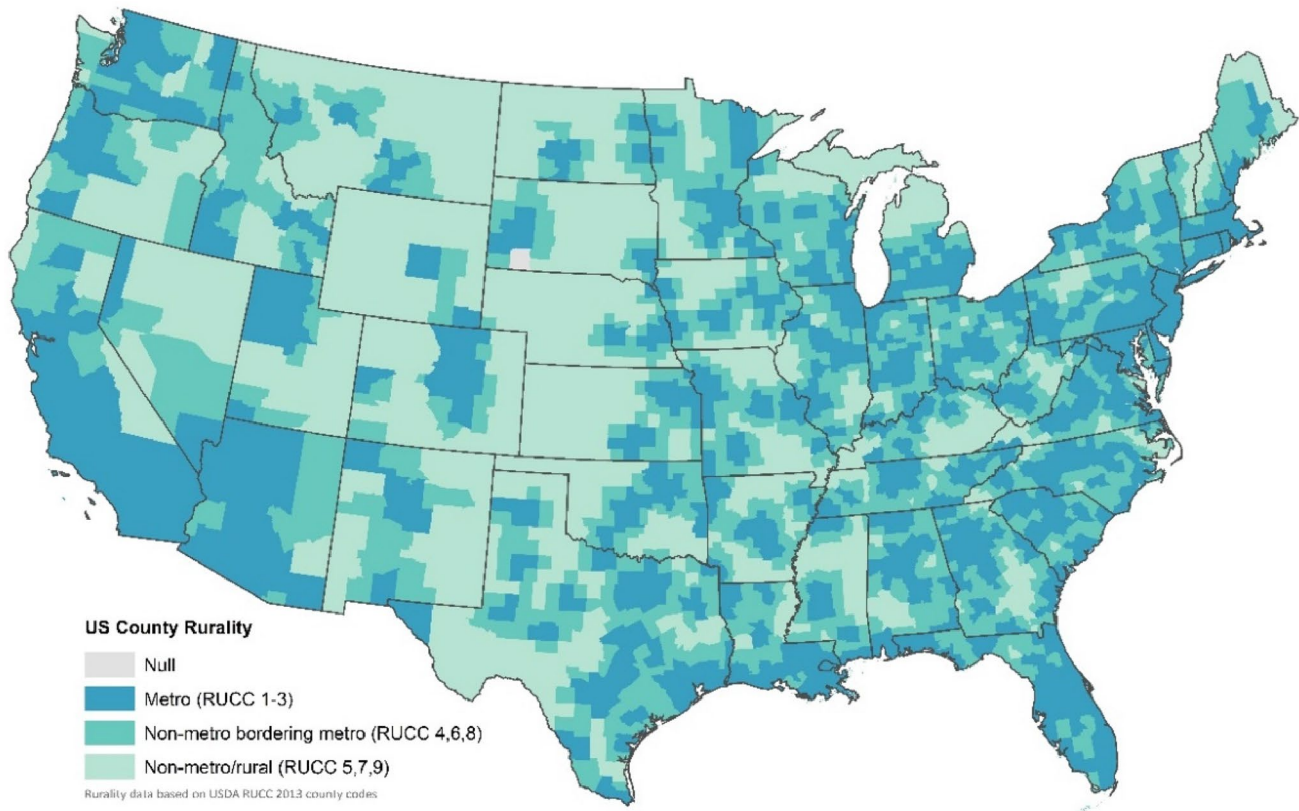 US County Rurality
Null
Metro (RUCC 1-3)
Non-metro bordering metro (RUCC 4,6,8)
Non-metro/rural (RUCC 5,7,9)
Rurality data based on USDA RUCC 2013 county codes